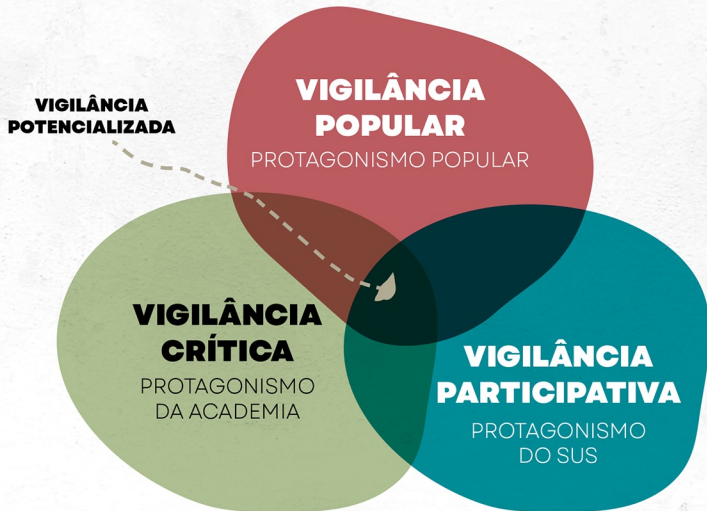 VIGILÂNCIA
POTENCIALIZADA
VIGILÂNCIA
POPULAR
PROTAGONISMO POPULAR
VIGILÂNCIA
CRÍTICA
PROTAGONISMO
DA ACADEMIA
VIGILÂNCIA
PARTICIPATIVA
PROTAGONISMO
DO SUS